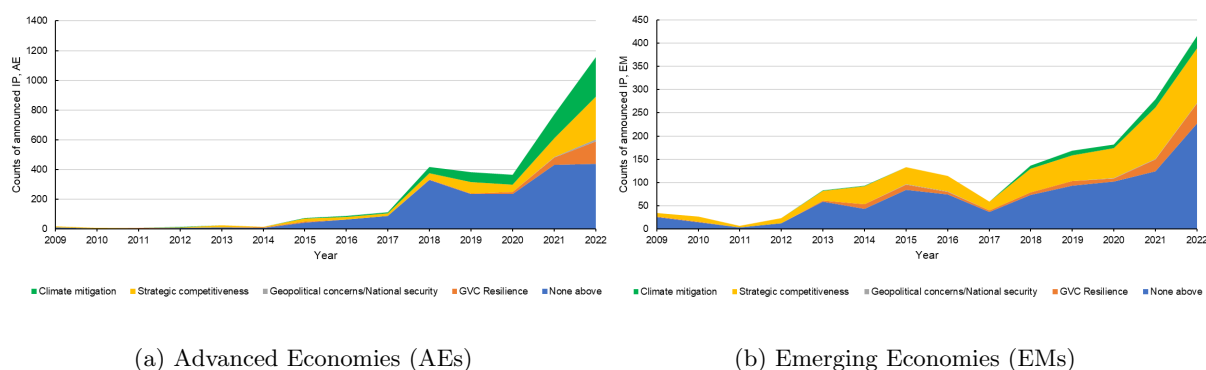 1400
1200
1000
800
600
400
200
0
Counts of announced IP, AE
2009 2010 2011 2012 2013 2014 2015 2016 2017 2018 2019 2020 2021 2022
Year
Climate mitigation Strategic competitiveness Geopolitical concerns/National security GVC Resilience None above
(a) Advanced Economies (AEs)
450
400
350
300
250
200
150
100
50
0
Counts of announced IP, EM
2009 2010 2011 2012 2013 2014 2015 2016 2017 2018 2019 2020 2021 2022
Year
Climate mitigation Strategic competitiveness Geopolitical concerns/National security GVC Resilience None above
(b) Emerging Economies (EMs)